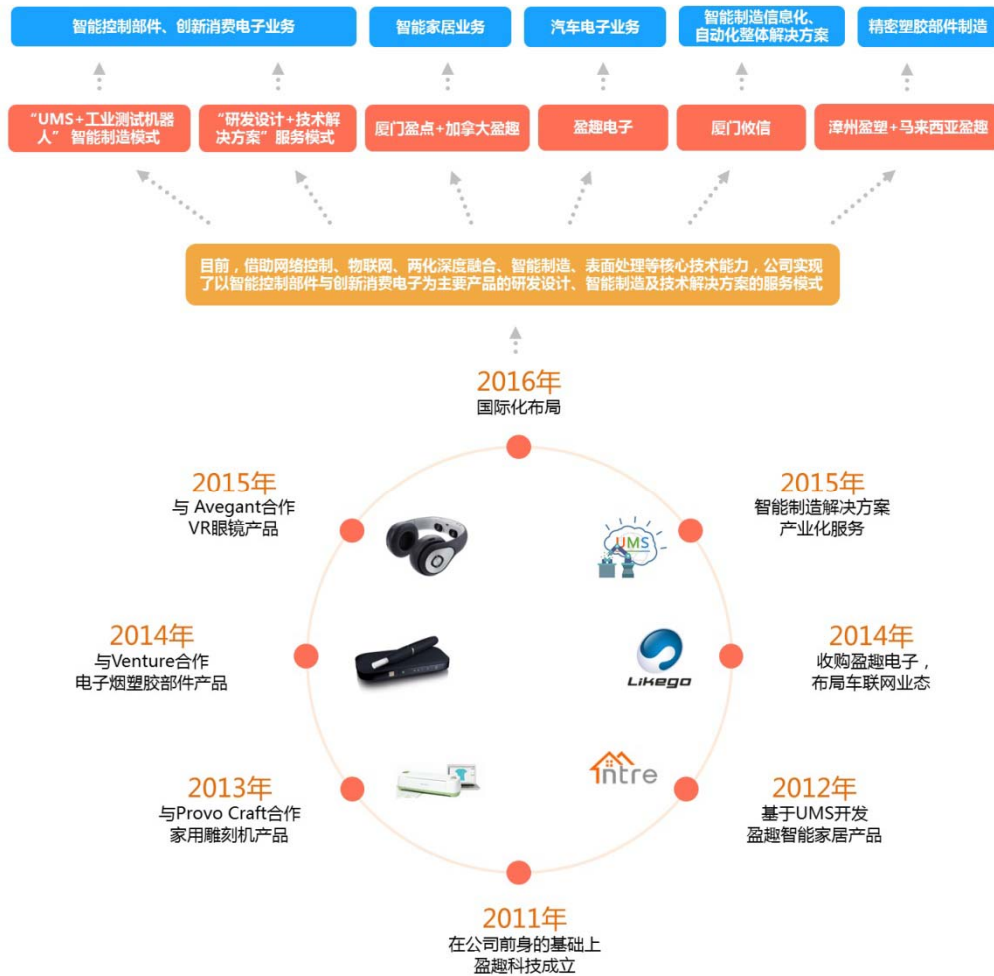 智能控制部件、创新消费电子业务
智能家居业务
汽车电子业务
智能制造信息化、
自动化整体解决方案
精密塑胶部件制造
“UMS+工业测试机器
人” 智能制造模式
“研发设计+技术解
决方案”服务模式
厦门盈点+加拿大盈趣
盈趣电子
厦门攸信
漳州盈塑+马来西亚盈趣
目前，借助网络控制、物联网、两化深度融合、智能制造、表面处理等核心技术能力，公司实现
了以智能控制部件与创新消费电子为主要产品的研发设计、智能制造及技术解决方案的服务模式
2016年
国际化布局
2015年
与 Avegant合作
VR眼镜产品
2015年
智能制造解决方案
产业化服务
UMS
2014年
与Venture合作
电子烟塑胶部件产品
2014年
收购盈趣电子，
布局车联网业态
Likego
2013年
与Provo Craft合作
家用雕刻机产品
intre
2012年
基于UMS开发
盈趣智能家居产品
2011年
在公司前身的基础上
盈趣科技成立